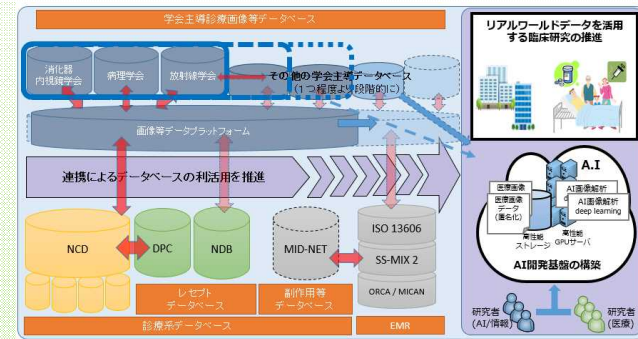 学会主導診療画像等データベース
消化器
内視鏡学会
病理学会
放射線学会
その他の学会主導データベース
(1つ程度より段階的に)
画像等データプラットフォーム
連携によるデータベースの利活用を推進
NCD
DPC
NDB
MID-NET
ISO 13606
SS-MIX 2
ORCA / MICAN
レセプト
データベース
副作用等
データベース
診療系データベース
EMR
リアルワールドデータを活用
する臨床研究の推進
A.I
医療画像
医療画像
データ
(匿名化)
AI画像解析
AI画像解析
deep learning
高性能
ストレージ
高性能
GPUサーバ
AI開発基盤の構築
研究者
(AI/情報)
研究者
(医療)